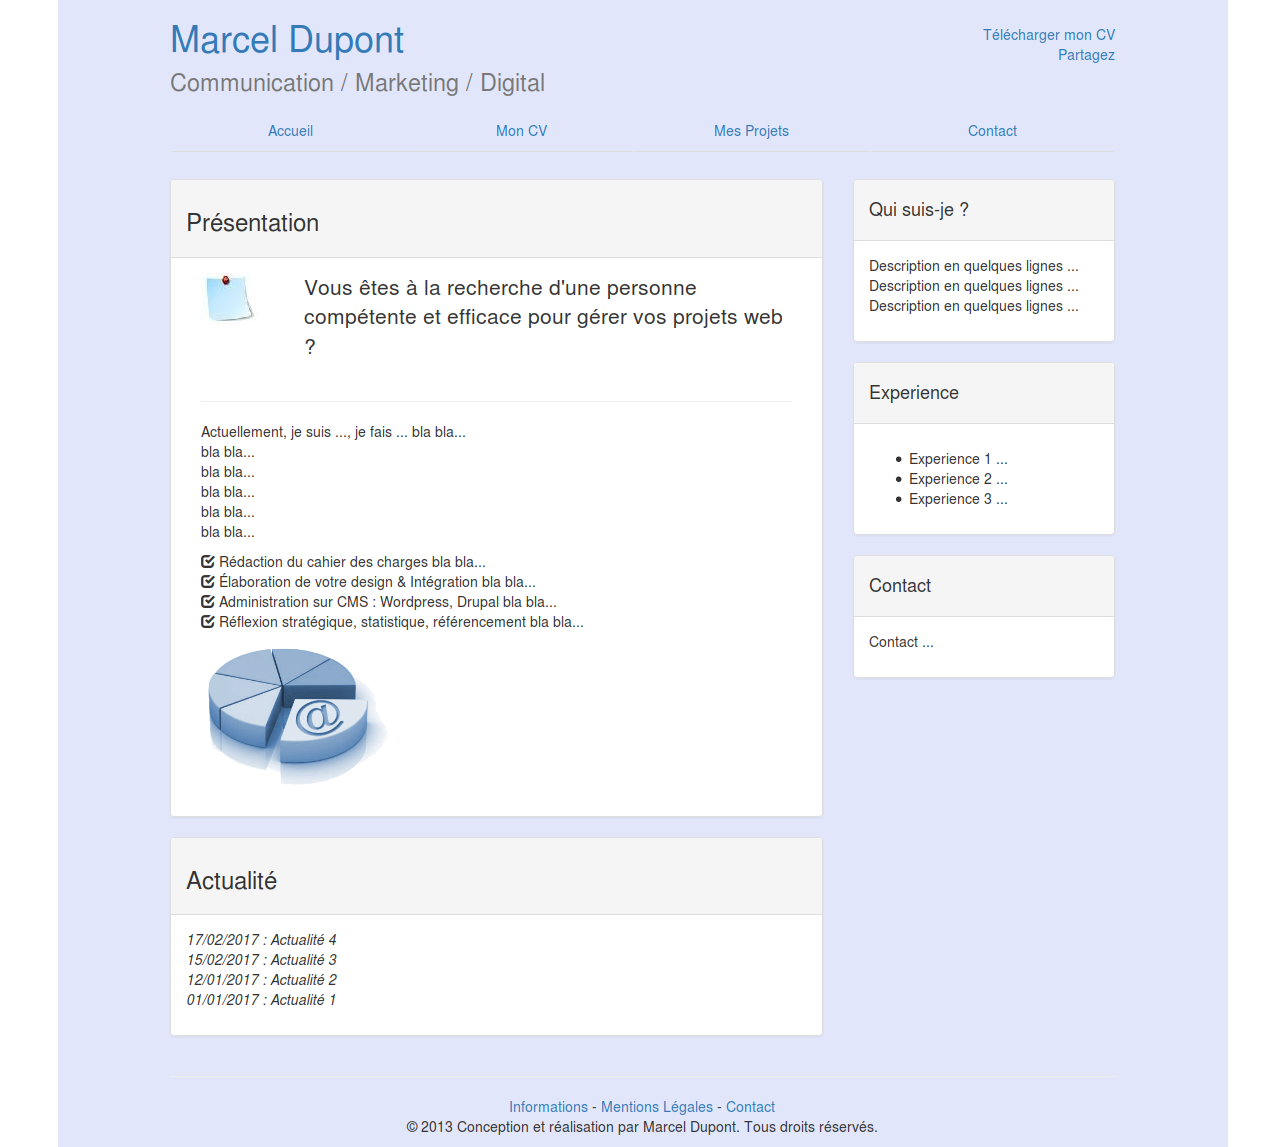 Marcel Dupont
Communication / Marketing / Digital
Télécharger mon CV
Partagez
Accueil
Mon CV
Mes Projets
Contact
Présentation
Vous êtes à la recherche d'une personne
compétente et efficace pour gérer vos projets web
?
Actuellement, je suis ..., je fais ... bla bla...
bla bla...
bla bla...
bla bla...
bla bla...
bla bla...
Rédaction du cahier des charges bla bla...
Élaboration de votre design & Intégration bla bla...
Administration sur CMS : Wordpress, Drupal bla bla...
Réflexion stratégique, statistique, référencement bla bla...
@
Actualité
17/02/2017 : Actualité 4
15/02/2017 : Actualité 3
12/01/2017 : Actualité 2
01/01/2017 : Actualité 1
Qui suis-je ?
Description en quelques lignes ...
Description en quelques lignes ...
Description en quelques lignes ...
Experience
Experience 1 ...
Experience 2 ...
Experience 3 ...
Contact
Contact ...
Informations - Mentions Légales - Contact
© 2013 Conception et réalisation par Marcel Dupont. Tous droits réservés.